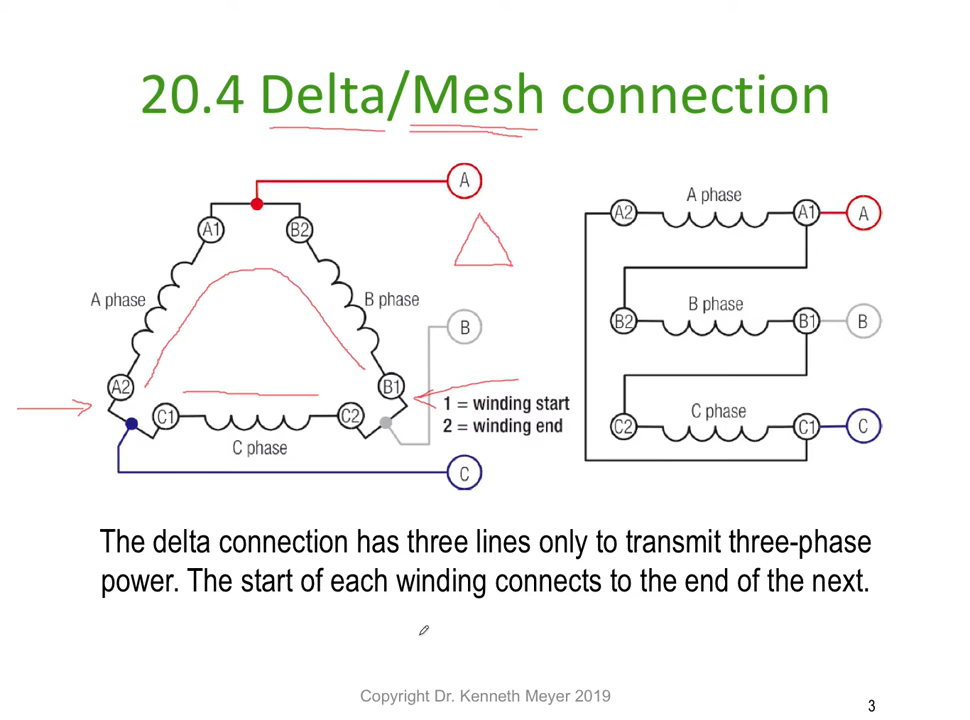 20.4 Delta/Mesh connection
A
A1
B2
A phase
B phase
B
A2
B1
C1
C2
C phase
1 = winding start
2 = winding end
C
A phase
A2
A1
A
B phase
B2
B1
B
C phase
C2
C1
C
The delta connection has three lines only to transmit three-phase
power. The start of each winding connects to the end of the next.
Copyright Dr. Kenneth Meyer 2019
3